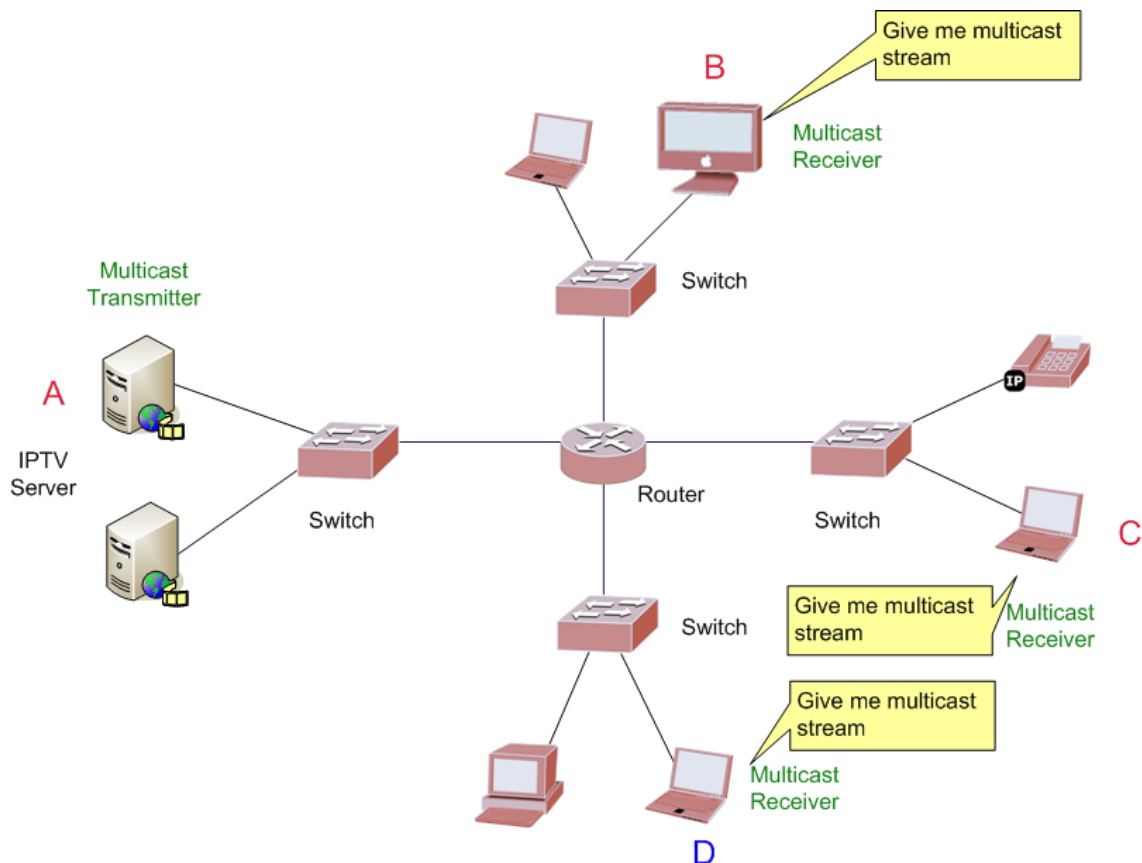 Give me multicast
stream
B
Multicast
Receiver
Switch
Multicast
Transmitter
A
IPTV
Server
Switch
Router
IP
Switch
C
Give me multicast
stream
Multicast
Receiver
Switch
Give me multicast
stream
Multicast
Receiver
D